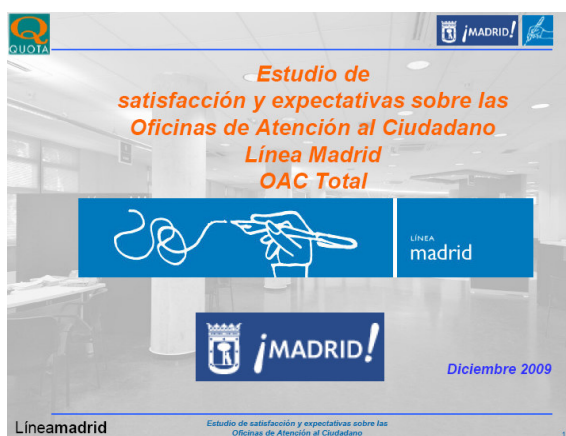 QUOTA
¡MADRID!
Estudio de
satisfacción y expectativas sobre las
Oficinas de Atención al Ciudadano
Línea Madrid
OAC Total
LÍNEA
madrid
¡MADRID!
Diciembre 2009
Líneamadrid
Estudio de satisfacción y expectativas sobre las
Oficinas de Atención al Ciudadano
1